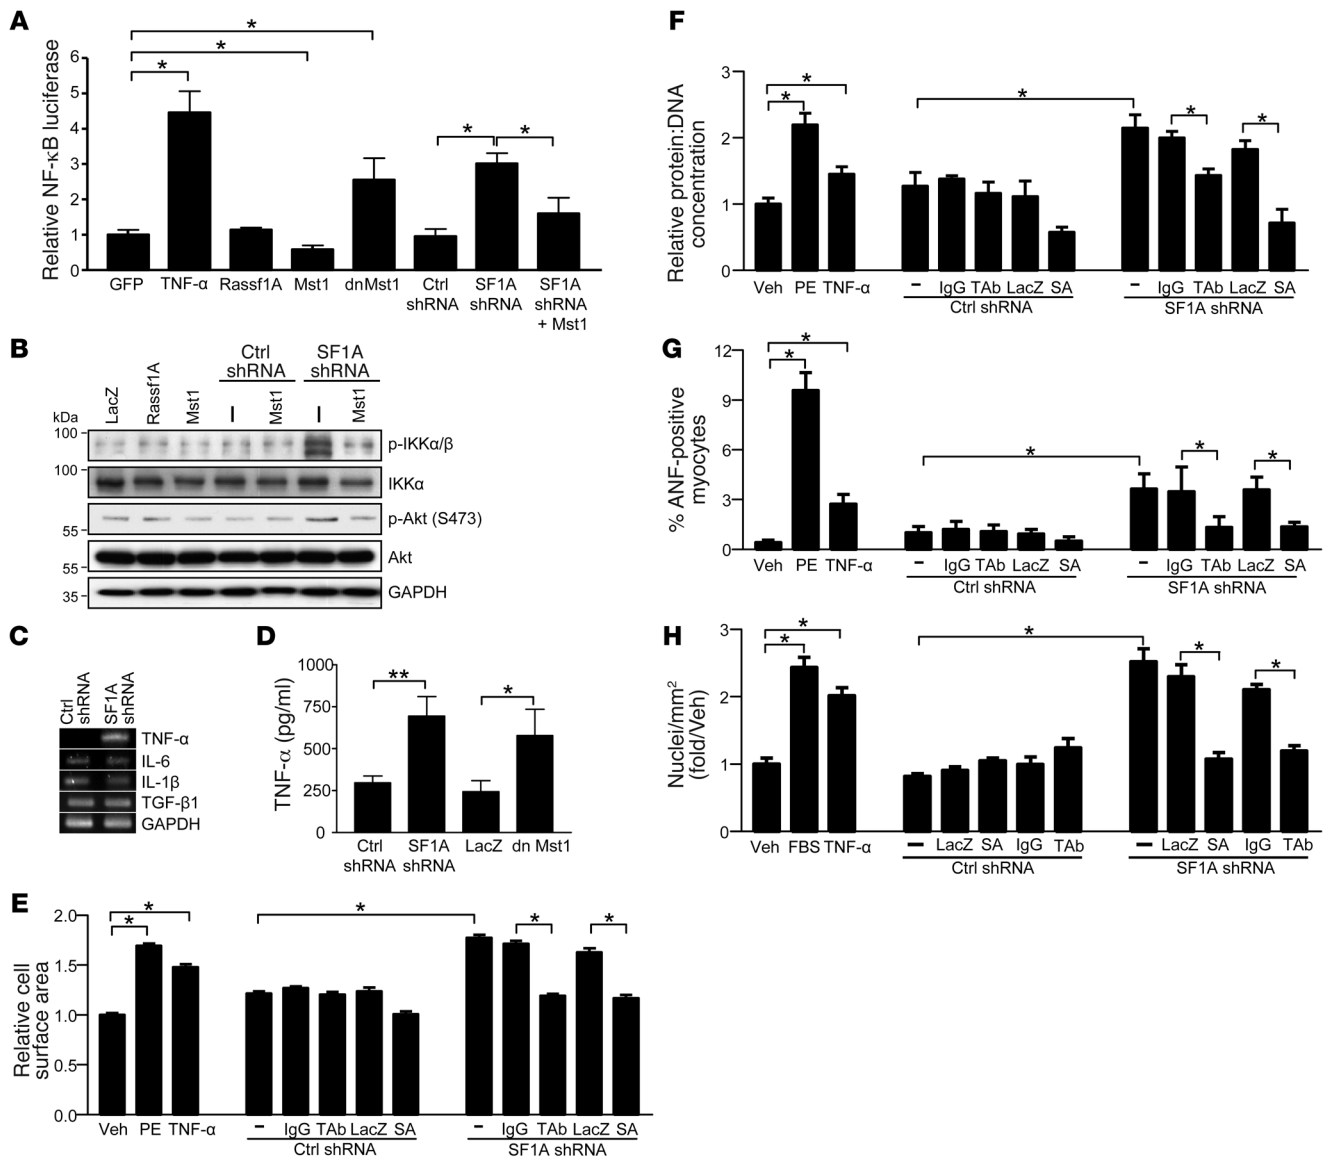 A
Relative NF-κB luciferase
6
5
4
3
2
1
0
*
*
*
*
*
GFP TNF-α Rassf1A Mst1 dnMst1 Ctrl shRNA SF1A shRNA SF1A shRNA + Mst1
B
Ctrl shRNA
SF1A shRNA
kDa
LacZ Rassf1A Mst1 – Mst1 – Mst1
100
p-IKKα/β
100
IKKα
55
p-Akt (S473)
55
Akt
35
GAPDH
C
Ctrl shRNA
SF1A shRNA
TNF-α
IL-6
IL-1β
TGF-β1
GAPDH
D
TNF-α (pg/ml)
1000
750
500
250
0
**
*
Ctrl shRNA SF1A shRNA LacZ dn Mst1
E
Relative cell surface area
2.0
1.5
1.0
0.5
0.0
*
*
*
*
*
Veh PE TNF-α – IgG TAb LacZ SA – IgG TAb LacZ SA
Ctrl shRNA SF1A shRNA
F
Relative protein:DNA concentration
3
2
1
0
*
*
*
*
*
Veh PE TNF-α – IgG TAb LacZ SA – IgG TAb LacZ SA
Ctrl shRNA SF1A shRNA
G
% ANF-positive myocytes
12
9
6
3
0
*
*
*
*
*
Veh PE TNF-α – IgG TAb LacZ SA – IgG TAb LacZ SA
Ctrl shRNA SF1A shRNA
H
Nuclei/mm²
(fold/Veh)
3
2
1
0
*
*
*
*
*
Veh FBS TNF-α – LacZ SA IgG TAb – LacZ SA IgG TAb
Ctrl shRNA SF1A shRNA